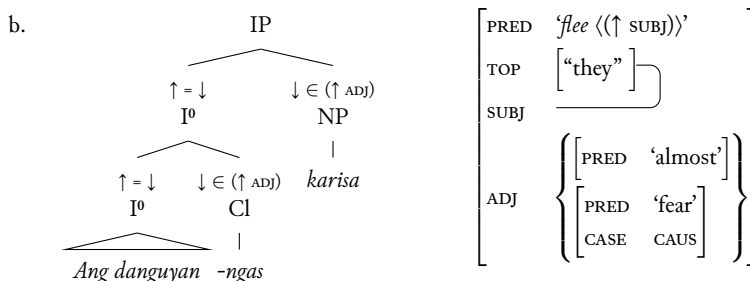 b.
IP
↑ = ↓
I⁰
↓ ∈ (↑ ADJ)
NP
↑ = ↓
I⁰
↓ ∈ (↑ ADJ)
Cl
karisa
Ang danguyan
-ngas
PRED ‘flee ⟨(↑ SUBJ)⟩’
TOP [“they”]
SUBJ
ADJ
PRED ‘almost’
PRED ‘fear’
CASE CAUS